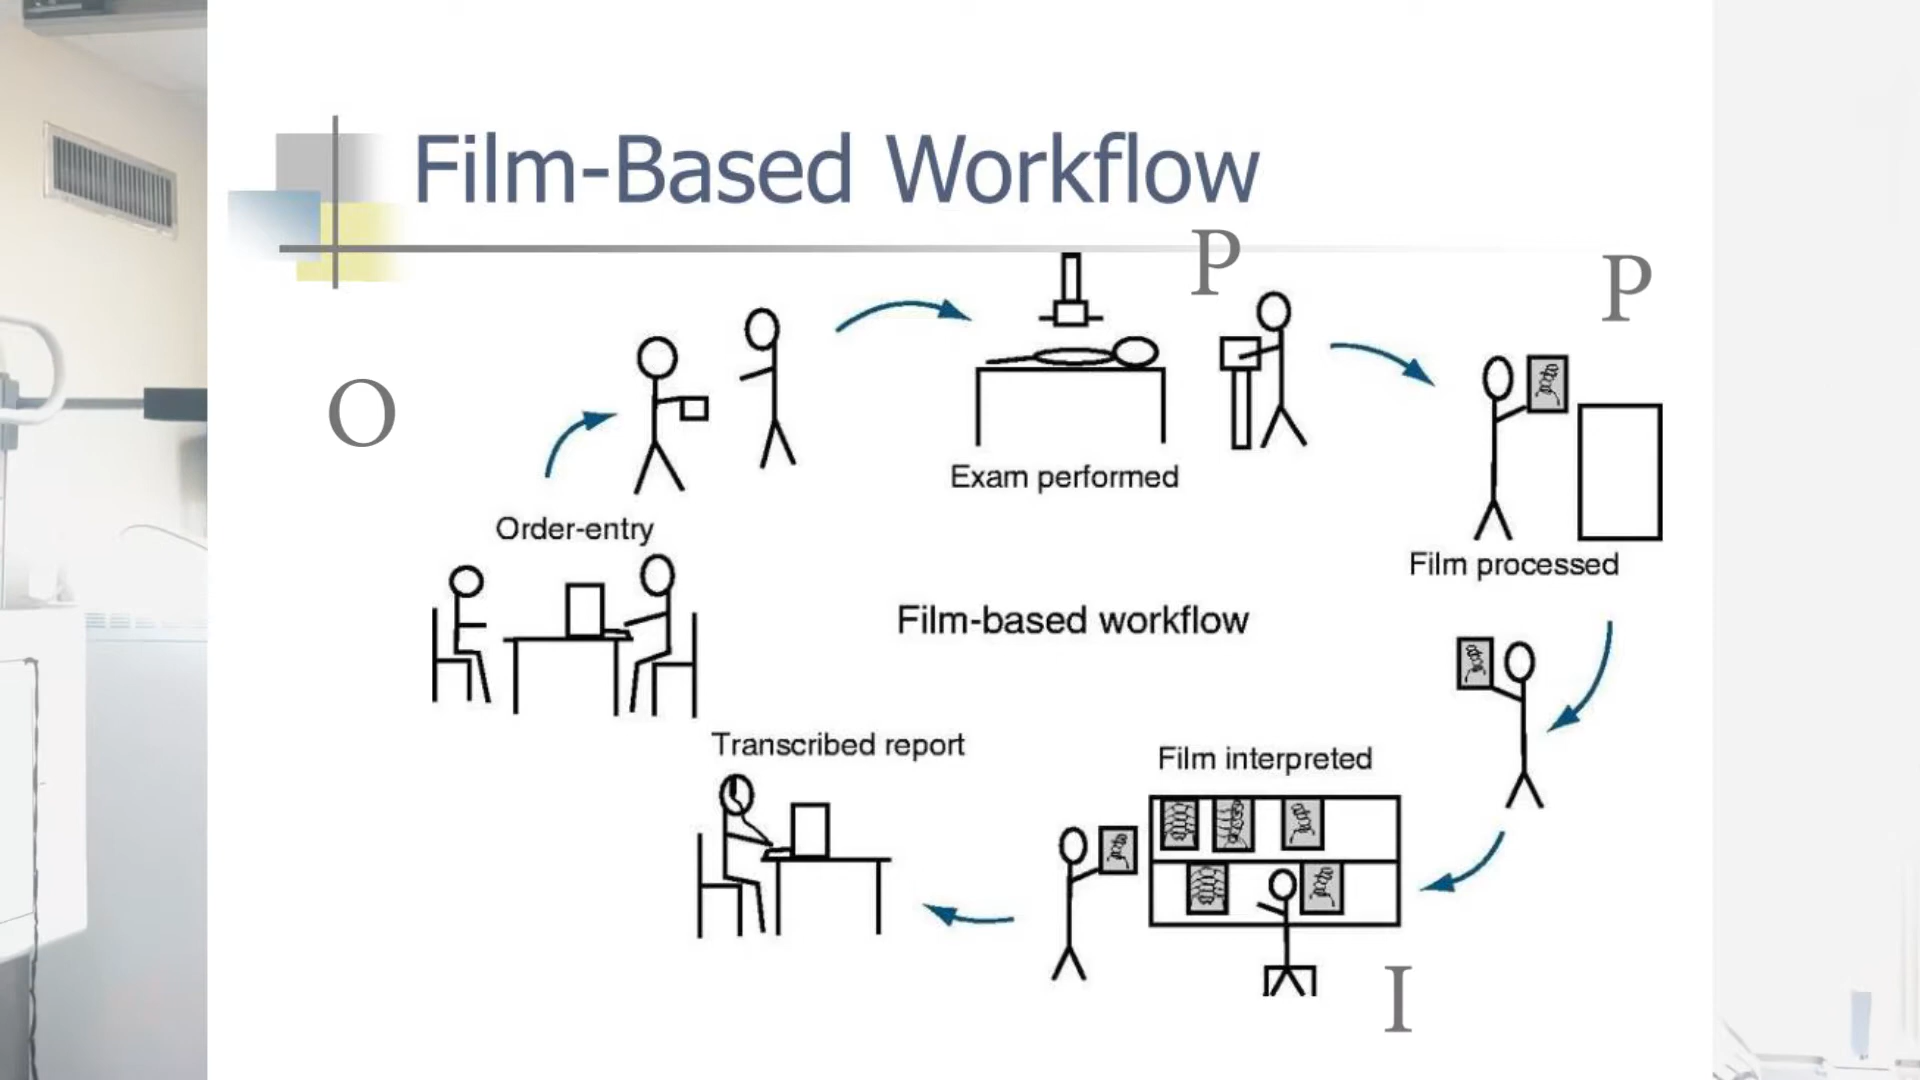 Film-Based Workflow
P
P
O
Exam performed
Order-entry
Film processed
Film-based workflow
Transcribed report
Film interpreted
I